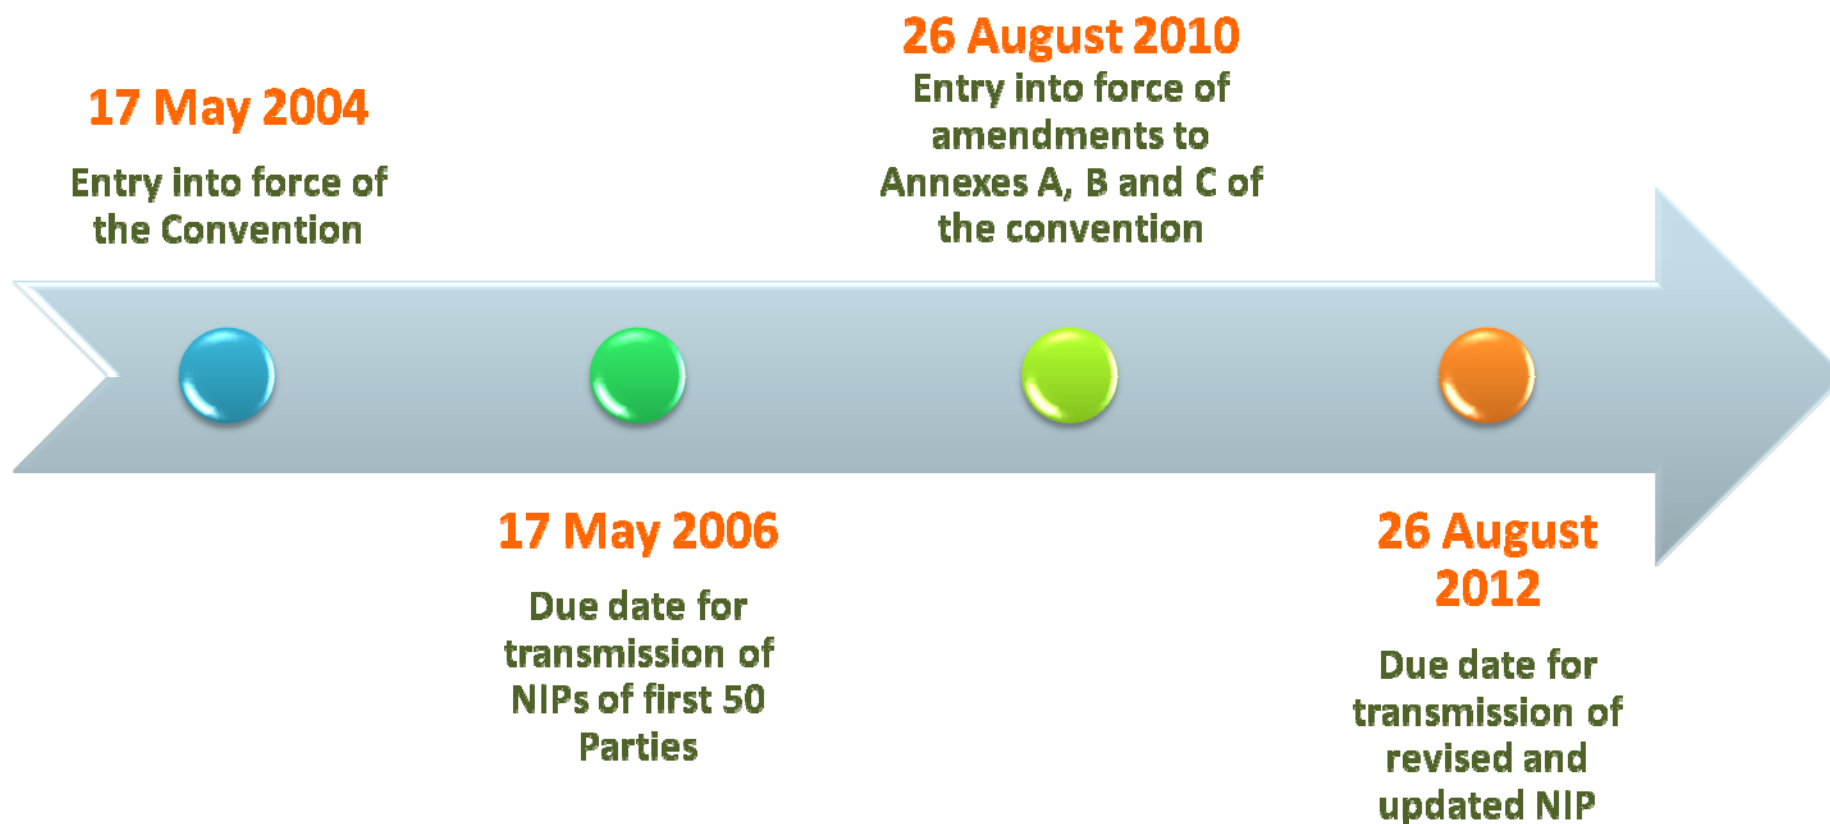 17 May 2004
Entry into force of
the Convention
17 May 2006
Due date for
transmission of
NIPs of first 50
Parties
26 August 2010
Entry into force of
amendments to
Annexes A, B and C of
the convention
26 August
2012
Due date for
transmission of
revised and
updated NIP